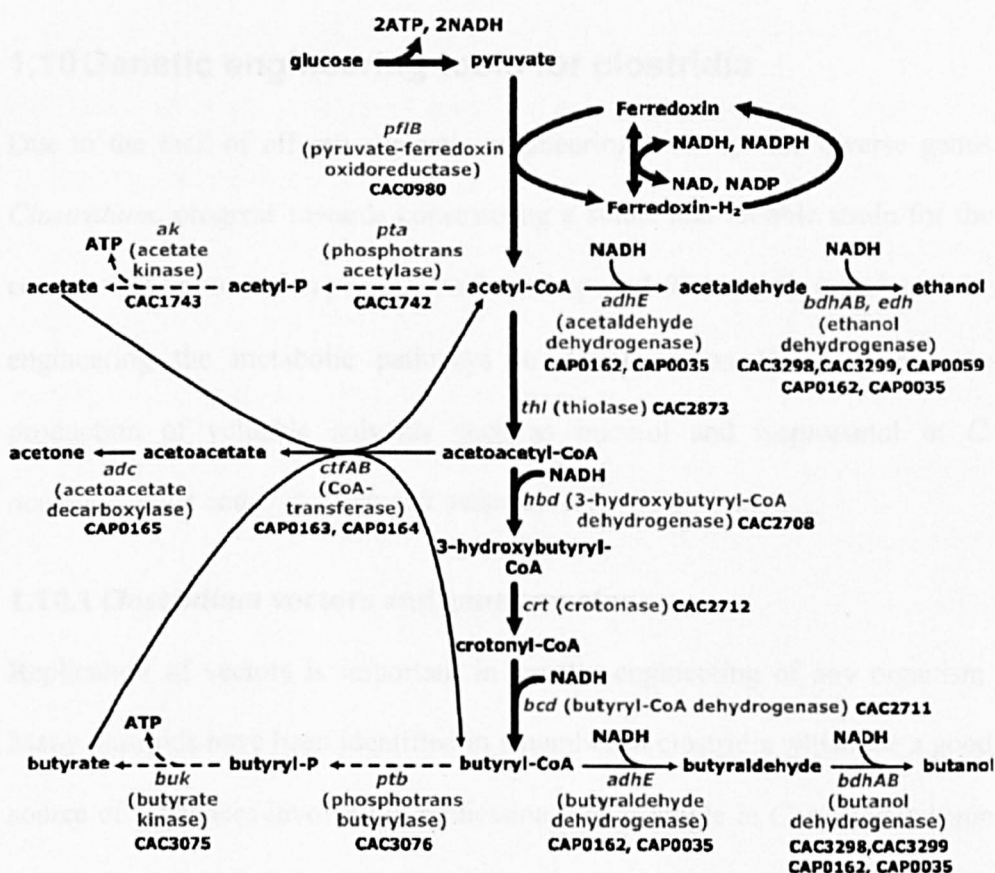 2ATP, 2NADH
glucose pyruvate
Ferredoxin
pflB
(pyruvate-ferredoxin
oxidoreductase)
CAC0980
NADH, NADPH
NAD, NADP
Ferredoxin-H₂
ATP ak
(acetate
kinase)
CAC1743
pta
(phosphotrans
acetylase)
CAC1742
NADH NADH
acetate acetyl-P acetyl-CoA acetaldehyde ethanol
adhE
(acetaldehyde
dehydrogenase)
CAP0162, CAP0035
bdhAB, edh
(ethanol
dehydrogenase)
CAC3298,CAC3299, CAP0059
CAP0162, CAP0035
thl (thiolase) CAC2873
acetone acetoacetate acetoacetyl-CoA
adc
(acetoacetate
decarboxylase)
CAP0165
ctfAB
(CoA-
transferase)
CAP0163, CAP0164
NADH
hbd (3-hydroxybutyryl-CoA
dehydrogenase) CAC2708
3-hydroxybutyryl-
CoA
crt (crotonase) CAC2712
crotonyl-CoA
NADH
bcd (butyryl-CoA dehydrogenase) CAC2711
ATP NADH NADH
butyrate butyryl-P butyryl-CoA butyraldehyde butanol
buk
(butyrate
kinase)
CAC3075
ptb
(phosphotrans
butyrylase)
CAC3076
adhE
(butyraldehyde
dehydrogenase)
CAP0162, CAP0035
bdhAB
(butanol
dehydrogenase)
CAC3298,CAC3299
CAP0162, CAP0035